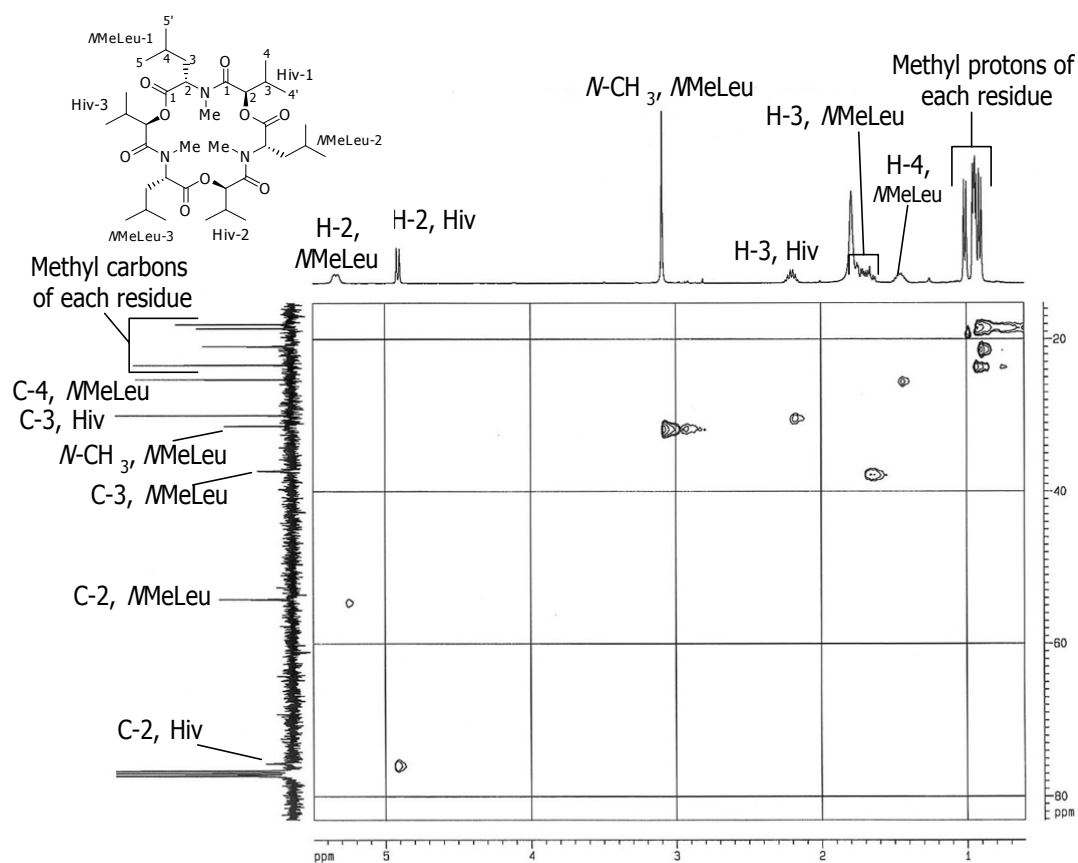 5'
NMeLeu-1
5
4
3
2
1
O
N
Me
O
1
2
3
4
4'
Hiv-1
O
O
Hiv-3
O
O
N
Me
Me
N
NMeLeu-2
O
O
O
NMeLeu-3
Hiv-2
H-2,
NMeLeu
H-2, Hiv
N-CH3, NMeLeu
H-3, Hiv
H-3, NMeLeu
H-4,
NMeLeu
Methyl protons of
each residue
Methyl carbons
of each residue
C-4, NMeLeu
C-3, Hiv
N-CH3, NMeLeu
C-3, NMeLeu
C-2, NMeLeu
C-2, Hiv
20
40
60
80
ppm
ppm 5 4 3 2 1